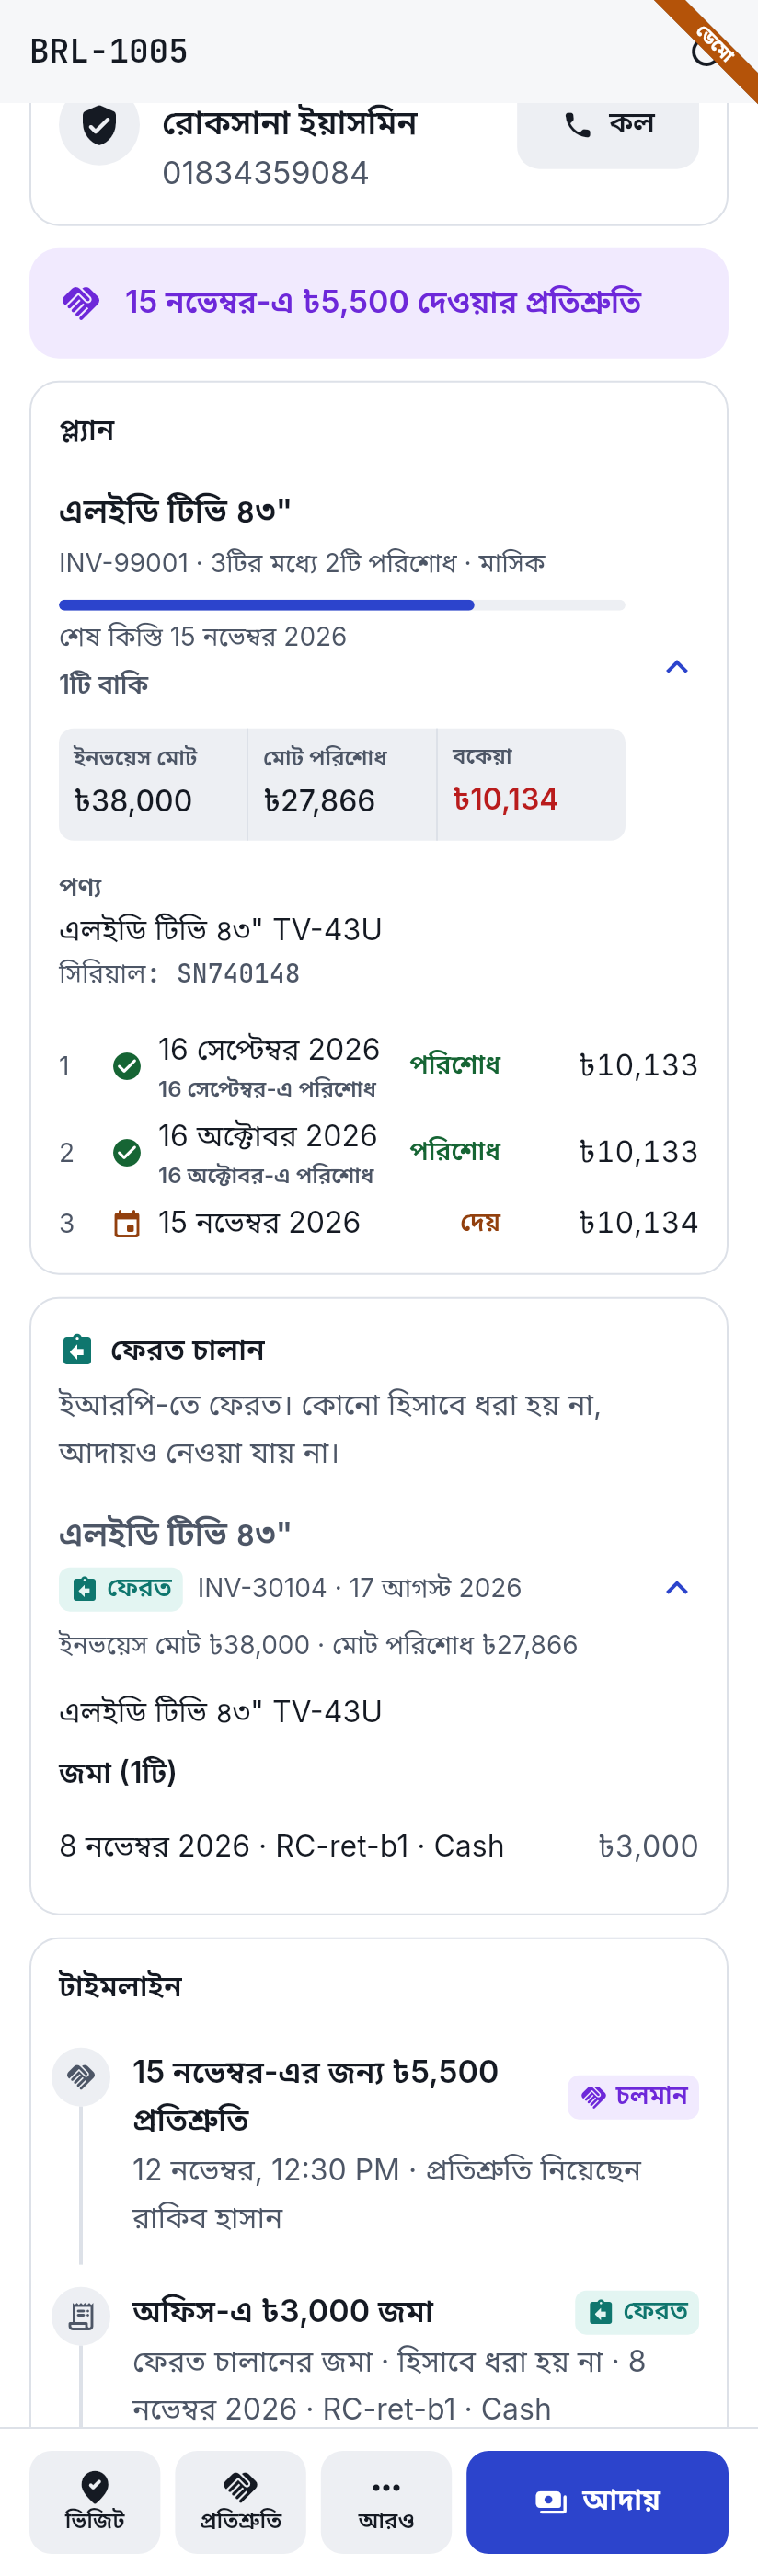 BRL-1005
ডেমো
রোকসানা ইয়াসমিন
01834359084
কল
15 নভেম্বর-এ ৳5,500 দেওয়ার প্রতিশ্রুতি
প্ল্যান
এলইডি টিভি ৪৩"
INV-99001 · 3টির মধ্যে 2টি পরিশোধ · মাসিক
শেষ কিস্তি 15 নভেম্বর 2026
1টি বাকি
ইনভয়েস মোট মোট পরিশোধ বকেয়া
৳38,000 ৳27,866 ৳10,134
পণ্য
এলইডি টিভি ৪৩" TV-43U
সিরিয়াল: SN740148
1 16 সেপ্টেম্বর 2026 পরিশোধ ৳10,133
16 সেপ্টেম্বর-এ পরিশোধ
2 16 অক্টোবর 2026 পরিশোধ ৳10,133
16 অক্টোবর-এ পরিশোধ
3 15 নভেম্বর 2026 দেয় ৳10,134
ফেরত চালান
ইআরপি-তে ফেরত। কোনো হিসাবে ধরা হয় না,
আদায়ও নেওয়া যায় না।
এলইডি টিভি ৪৩"
ফেরত INV-30104 · 17 আগস্ট 2026
ইনভয়েস মোট ৳38,000 · মোট পরিশোধ ৳27,866
এলইডি টিভি ৪৩" TV-43U
জমা (1টি)
8 নভেম্বর 2026 · RC-ret-b1 · Cash ৳3,000
টাইমলাইন
15 নভেম্বর-এর জন্য ৳5,500
প্রতিশ্রুতি
চলমান
12 নভেম্বর, 12:30 PM · প্রতিশ্রুতি নিয়েছেন
রাকিব হাসান
অফিস-এ ৳3,000 জমা ফেরত
ফেরত চালানের জমা · হিসাবে ধরা হয় না · 8
নভেম্বর 2026 · RC-ret-b1 · Cash
ভিজিট প্রতিশ্রুতি আরও আদায়